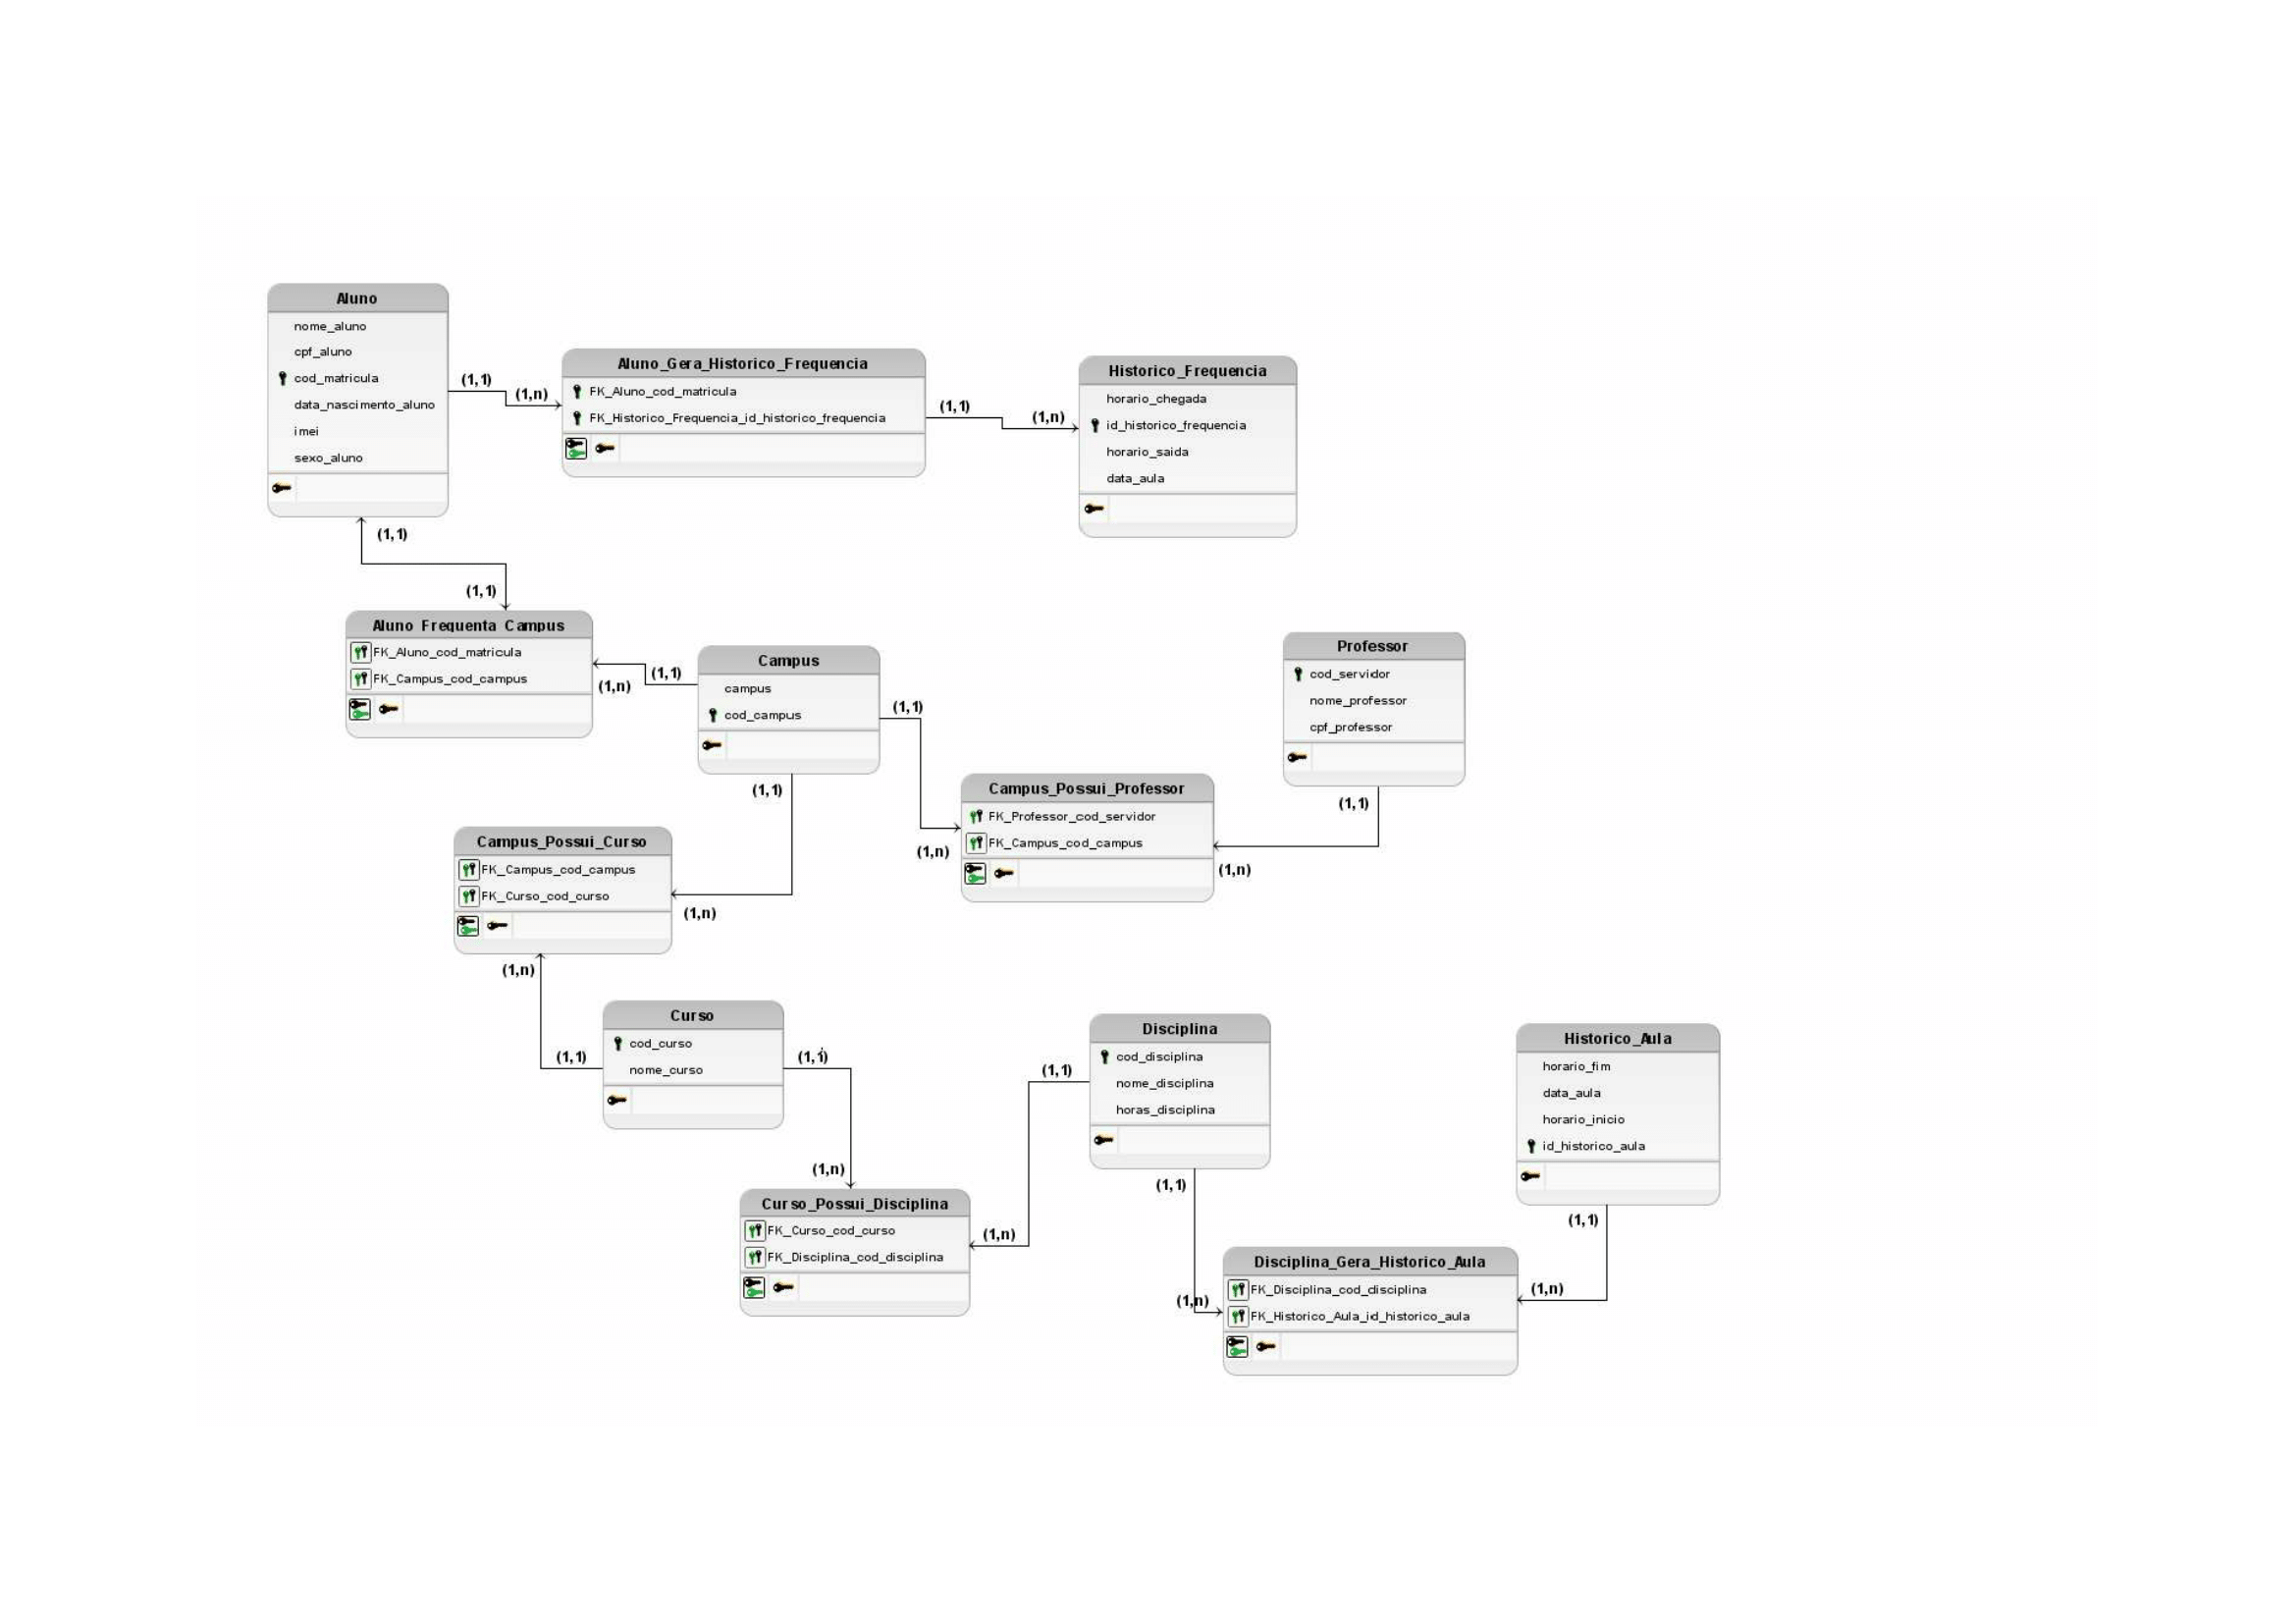 Aluno
nome_aluno
cpf_aluno
cod_matricula
data_nascimento_aluno
imei
sexo_aluno
(1,1)
(1,n)
Aluno_Gera_Historico_Frequencia
FK_Aluno_cod_matricula
FK_Historico_Frequencia_id_historico_frequencia
(1,1)
(1,n)
Historico_Frequencia
horario_chegada
id_historico_frequencia
horario_saida
data_aula
(1,1)
(1,1)
Aluno_Frequenta_Campus
FK_Aluno_cod_matricula
FK_Campus_cod_campus
(1,n)
(1,1)
Campus
campus
cod_campus
(1,1)
(1,n)
Campus_Possui_Professor
FK_Professor_cod_servidor
FK_Campus_cod_campus
Professor
cod_servidor
nome_professor
cpf_professor
(1,1)
(1,n)
(1,1)
(1,n)
Campus_Possui_Curso
FK_Campus_cod_campus
FK_Curso_cod_curso
(1,n)
(1,1)
Curso
cod_curso
nome_curso
(1,1)
(1,n)
Curso_Possui_Disciplina
FK_Curso_cod_curso
FK_Disciplina_cod_disciplina
(1,n)
(1,1)
Disciplina
cod_disciplina
nome_disciplina
horas_disciplina
(1,1)
(1,n)
Disciplina_Gera_Historico_Aula
FK_Disciplina_cod_disciplina
FK_Historico_Aula_id_historico_aula
Historico_Aula
horario_fim
data_aula
horario_inicio
id_historico_aula
(1,1)
(1,n)